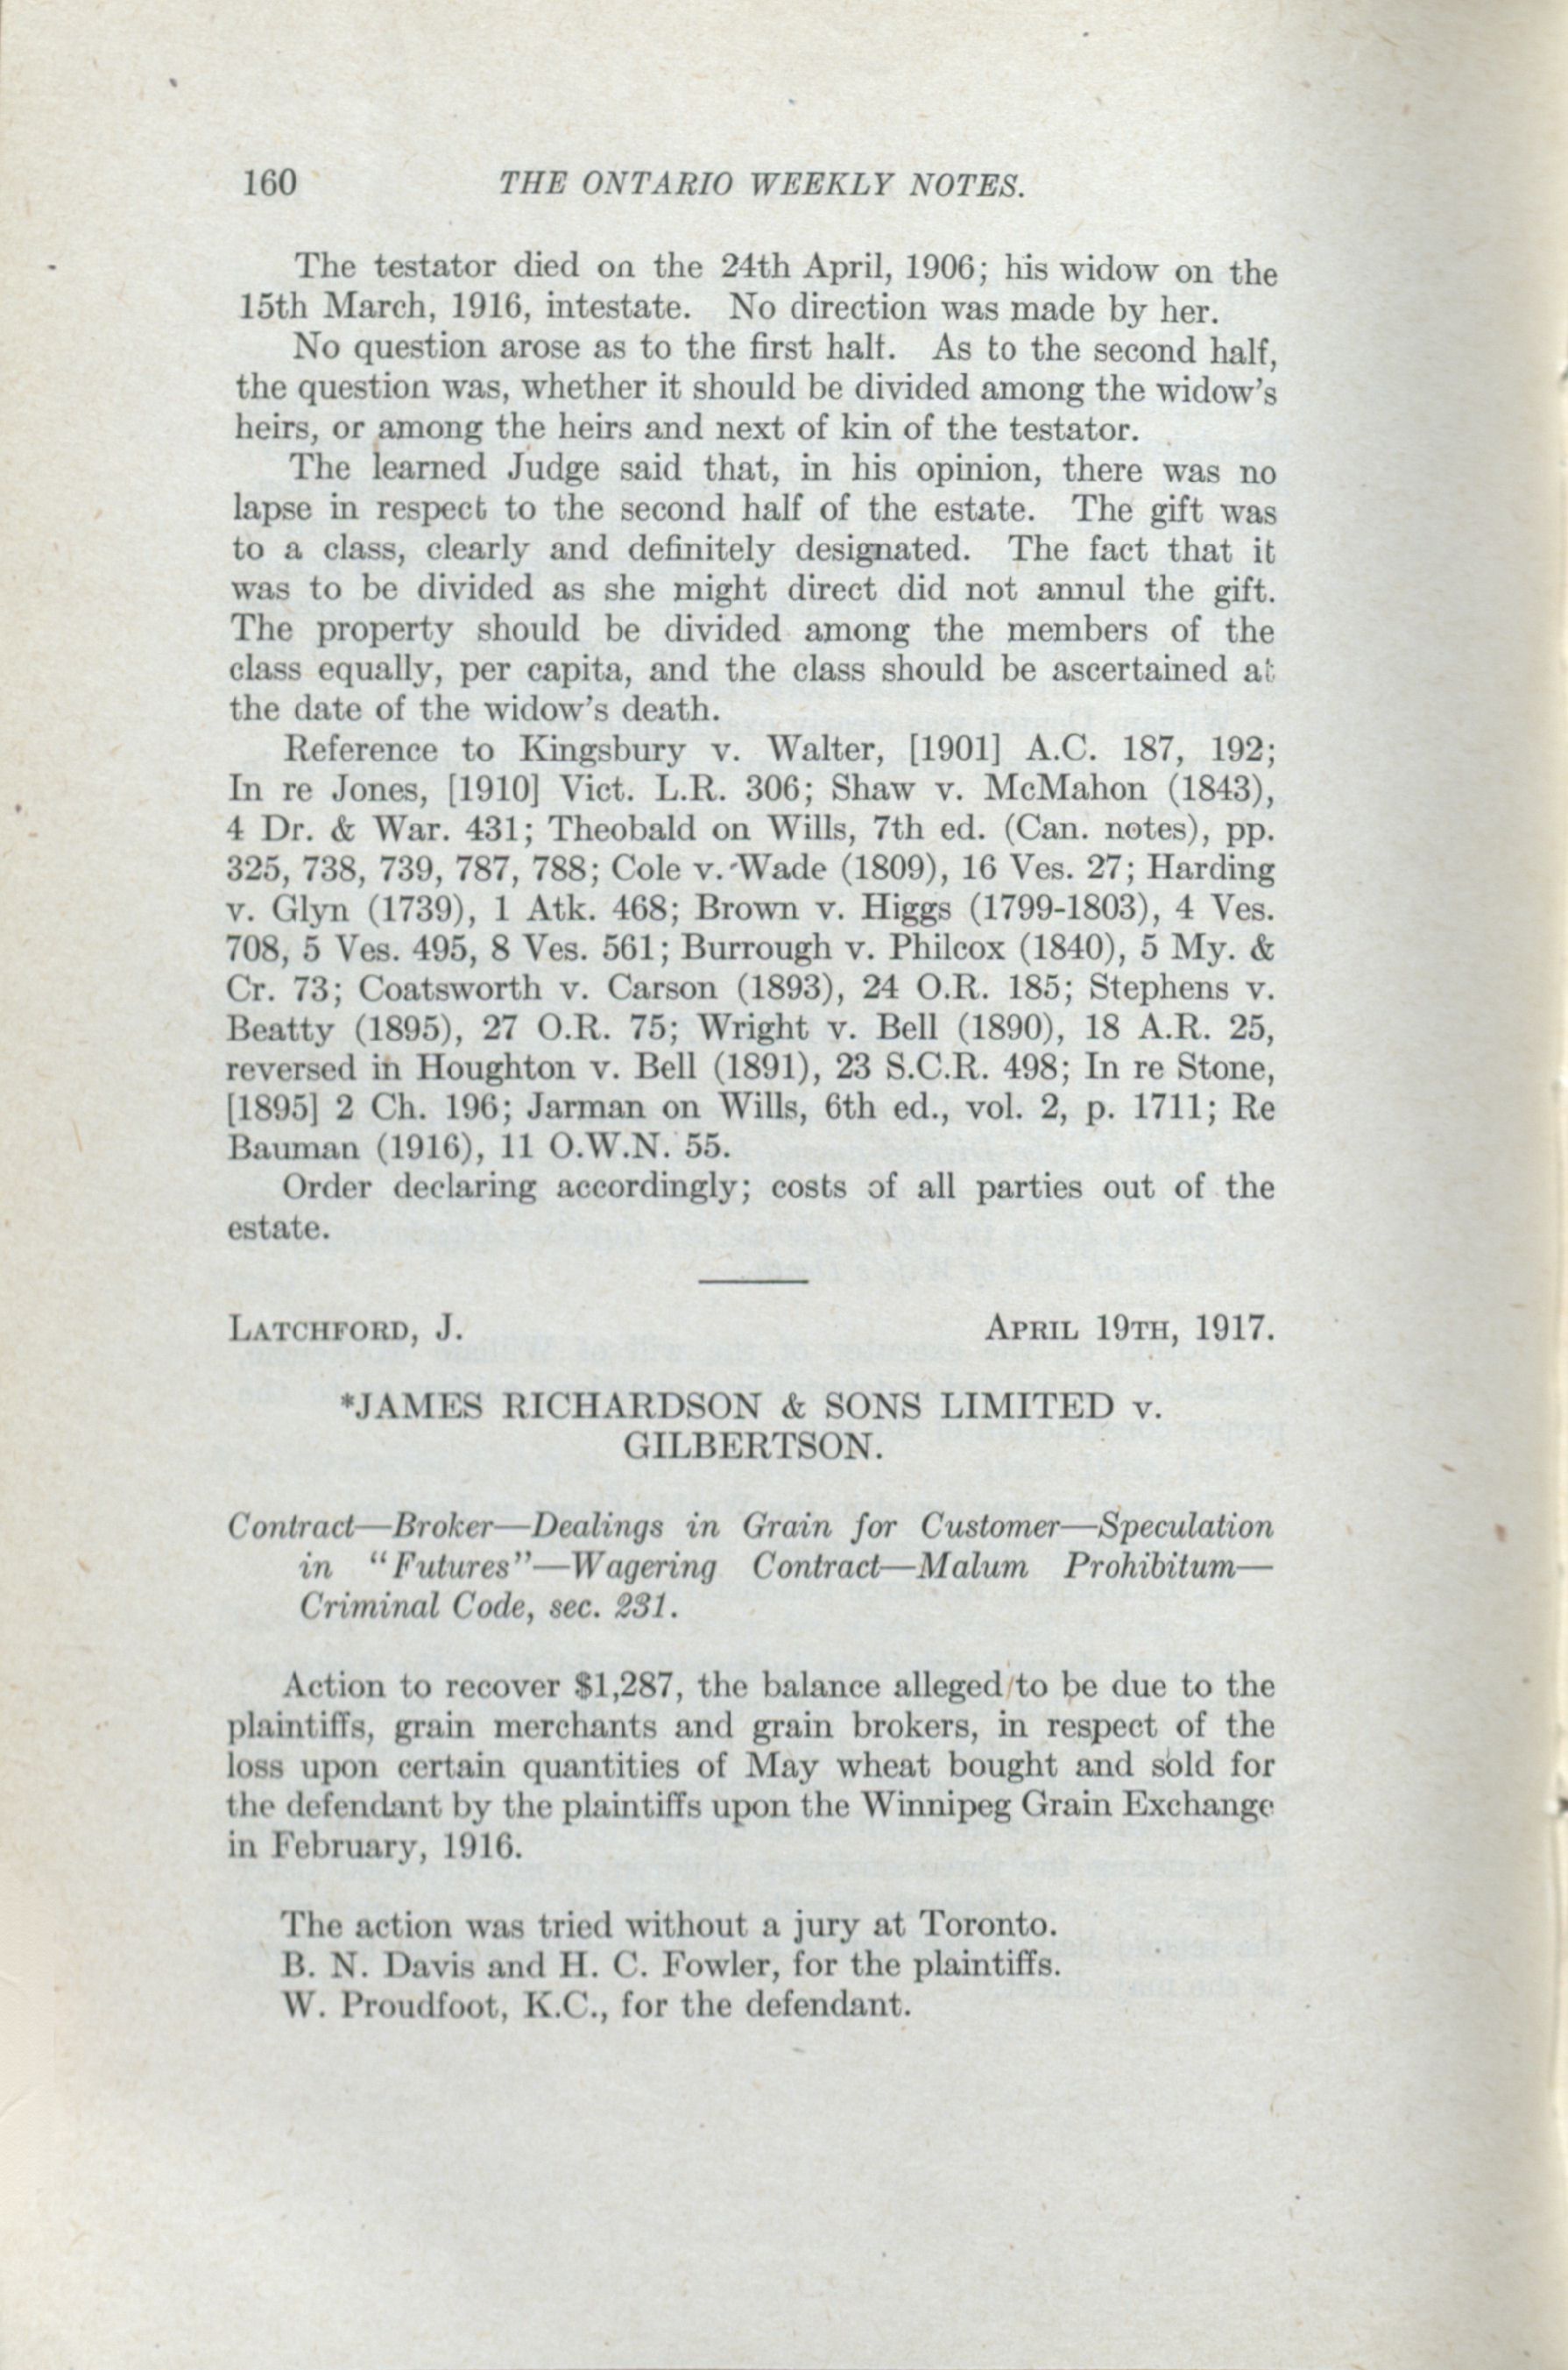 160 THE ONTARIO WEEKLY NOTES.
The testator died on the 24th April, 1906; his widow on the
15th March, 1916, intestate. No direction was made by her.
No question arose as to the first half. As to the second half,
the question was, whether it should be divided among the widow's
heirs, or among the heirs and next of kin of the testator.
The learned Judge said that, in his opinion, there was no
lapse in respect to the second half of the estate. The gift was
to a class, clearly and definitely designated. The fact that it
was to be divided as she might direct did not annul the gift.
The property should be divided among the members of the
class equally, per capita, and the class should be ascertained at
the date of the widow's death.
Reference to Kingsbury v. Walter, [1901] A.C. 187, 192;
In re Jones, [1910] Vict. L.R. 306; Shaw v. McMahon (1843),
4 Dr. & War. 431; Theobald on Wills, 7th ed. (Can. notes), pp.
325, 738, 739, 787, 788; Cole v. Wade (1809), 16 Ves. 27; Harding
v. Glyn (1739), 1 Atk. 468; Brown v. Higgs (1799-1803), 4 Ves.
708, 5 Ves. 495, 8 Ves. 561; Burrough v. Philcox (1840), 5 My. &
Cr. 73; Coatsworth v. Carson (1893), 24 O.R. 185; Stephens v.
Beatty (1895), 27 O.R. 75; Wright v. Bell (1890), 18 A.R. 25,
reversed in Houghton v. Bell (1891), 23 S.C.R. 498; In re Stone,
[1895] 2 Ch. 196; Jarman on Wills, 6th ed., vol. 2, p. 1711; Re
Bauman (1916), 11 O.W.N. 55.
Order declaring accordingly; costs of all parties out of the
estate.
LATCHFORD, J. APRIL 19TH, 1917.
*JAMES RICHARDSON & SONS LIMITED v.
GILBERTSON.
Contract—Broker—Dealings in Grain for Customer—Speculation
in "Futures"—Wagering Contract—Malum Prohibitum—
Criminal Code, sec. 231.
Action to recover $1,287, the balance alleged to be due to the
plaintiffs, grain merchants and grain brokers, in respect of the
loss upon certain quantities of May wheat bought and sold for
the defendant by the plaintiffs upon the Winnipeg Grain Exchange
in February, 1916.
The action was tried without a jury at Toronto.
B. N. Davis and H. C. Fowler, for the plaintiffs.
W. Proudfoot, K.C., for the defendant.